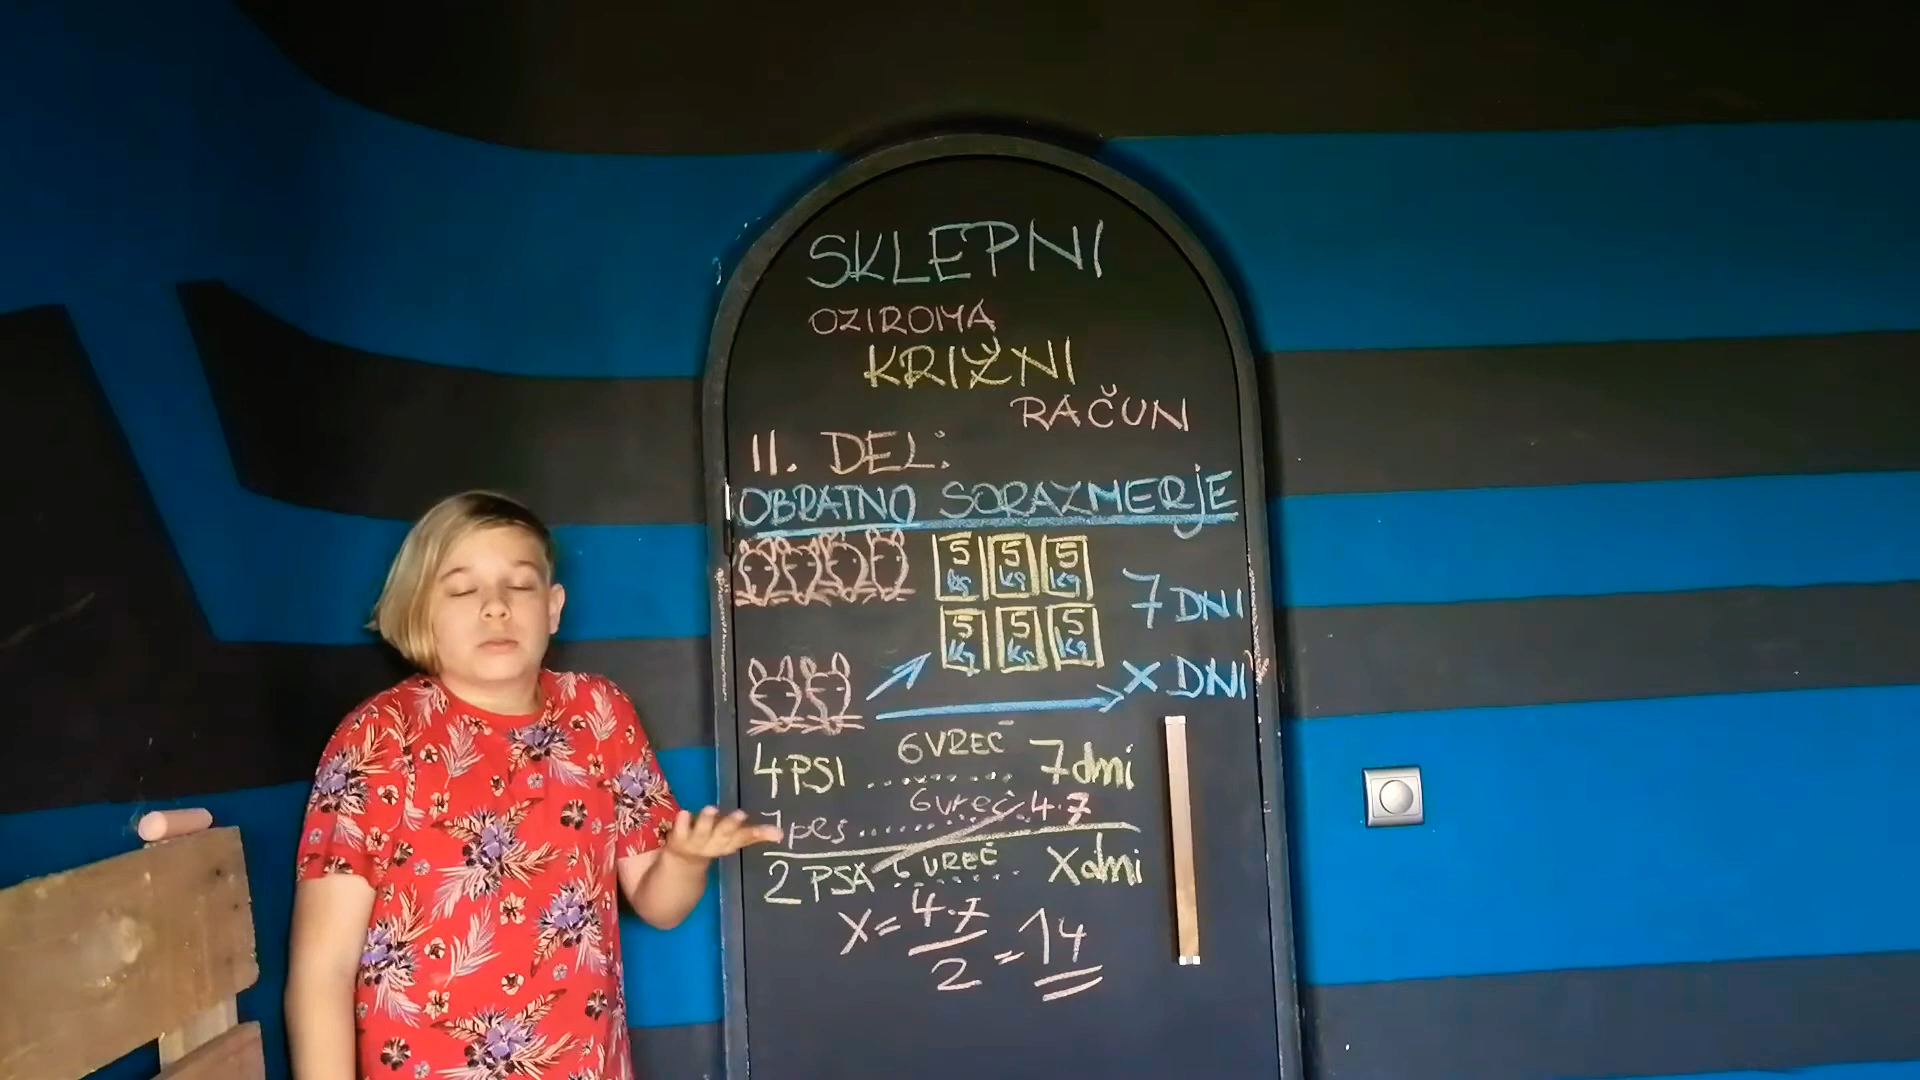 SKLEPNI
OZIROMA
KRIŽNI
RAČUN
II. DEL:
OBRATNO SORAZMERJE
5 kg 5 kg 5 kg
7 DNI
5 kg 5 kg 5 kg
X DNI
4 PSI ...6 VREČ... 7 dni
1 pes ...6 vreč... 4·7
2 PSA ...6 VREČ... X dni
X = 4·7 / 2 = 14